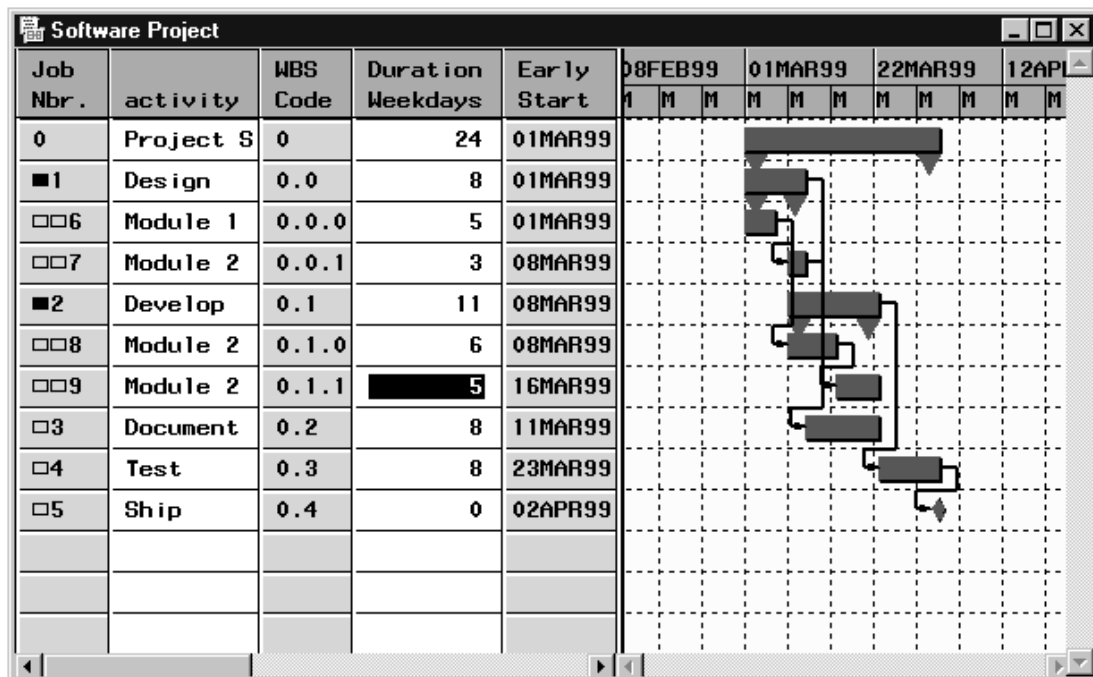 Software Project
Job Nbr. activity WBS Code Duration Weekdays Early Start 08FEB99 01MAR99 22MAR99 12APR
M M M M M M M M M M M
0 Project S 0 24 01MAR99
1 Design 0.0 8 01MAR99
6 Module 1 0.0.0 5 01MAR99
7 Module 2 0.0.1 3 08MAR99
2 Develop 0.1 11 08MAR99
8 Module 2 0.1.0 6 08MAR99
9 Module 2 0.1.1 5 16MAR99
3 Document 0.2 8 11MAR99
4 Test 0.3 8 23MAR99
5 Ship 0.4 0 02APR99